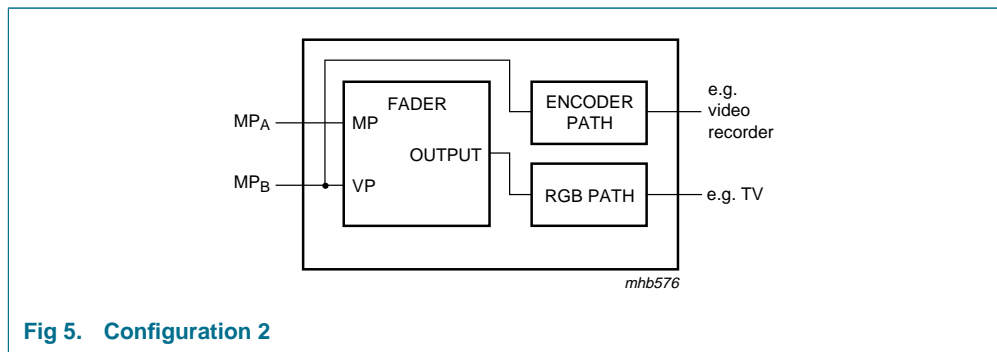 FADER
MPA
MP
OUTPUT
MPB
VP
ENCODER
PATH
e.g.
video
recorder
RGB PATH
e.g. TV
mhb576
Fig 5. Configuration 2